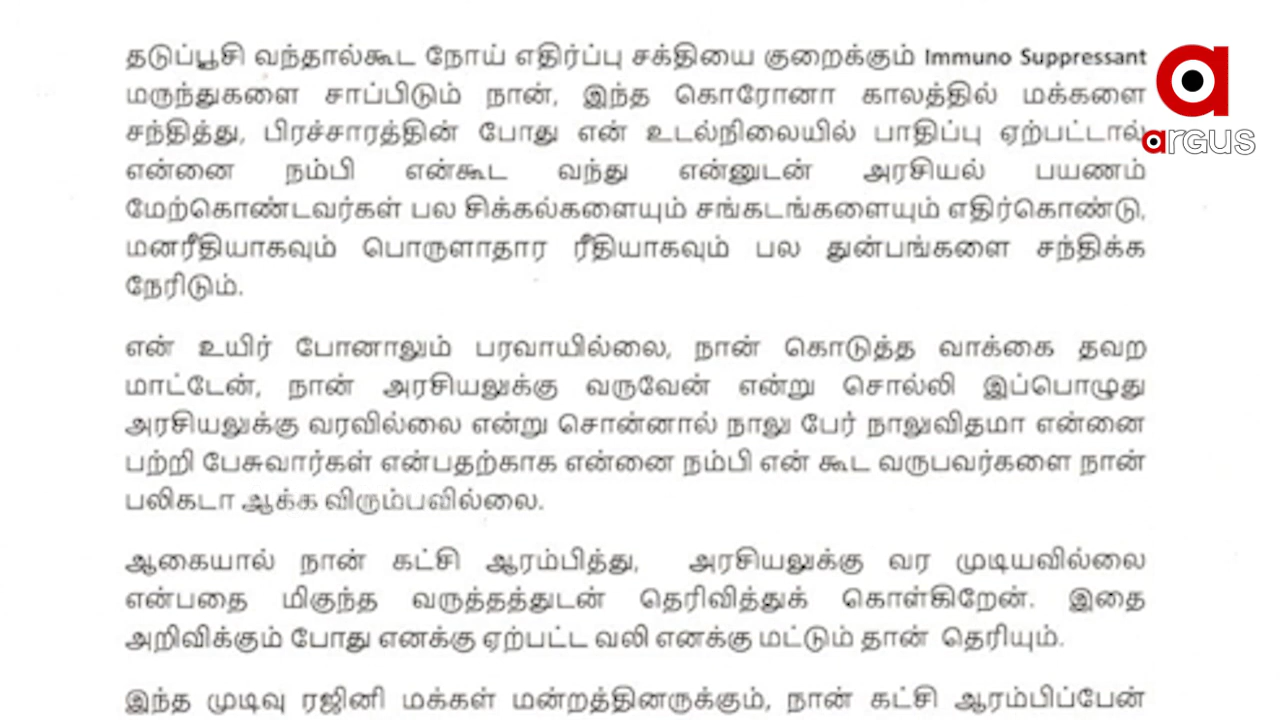 தடுப்பூசி வந்தால்கூட நோய் எதிர்ப்பு சக்தியை குறைக்கும் Immuno Suppressant
மருந்துகளை சாப்பிடும் நான், இந்த கொரோனா காலத்தில் மக்களை
சந்தித்து, பிரச்சாரத்தின் போது என் உடல்நிலையில் பாதிப்பு ஏற்பட்டால்
என்னை நம்பி என்கூட வந்து என்னுடன் அரசியல் பயணம்
மேற்கொண்டவர்கள் பல சிக்கல்களையும் சங்கடங்களையும் எதிர்கொண்டு,
மனரீதியாகவும் பொருளாதார ரீதியாகவும் பல துன்பங்களை சந்திக்க
நேரிடும்.
என் உயிர் போனாலும் பரவாயில்லை, நான் கொடுத்த வாக்கை தவற
மாட்டேன், நான் அரசியலுக்கு வருவேன் என்று சொல்லி இப்பொழுது
அரசியலுக்கு வரவில்லை என்று சொன்னால் நாலு பேர் நாலுவிதமா என்னை
பற்றி பேசுவார்கள் என்பதற்காக என்னை நம்பி என் கூட வருபவர்களை நான்
பலிகடா ஆக்க விரும்பவில்லை.
ஆகையால் நான் கட்சி ஆரம்பித்து, அரசியலுக்கு வர முடியவில்லை
என்பதை மிகுந்த வருத்தத்துடன் தெரிவித்துக் கொள்கிறேன். இதை
அறிவிக்கும் போது எனக்கு ஏற்பட்ட வலி எனக்கு மட்டும் தான் தெரியும்.
இந்த முடிவு ரஜினி மக்கள் மன்றத்தினருக்கும், நான் கட்சி ஆரம்பிப்பேன்
argus